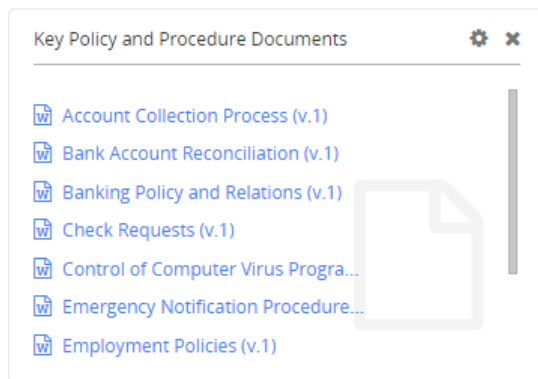 Key Policy and Procedure Documents
Account Collection Process (v.1)
Bank Account Reconciliation (v.1)
Banking Policy and Relations (v.1)
Check Requests (v.1)
Control of Computer Virus Progra...
Emergency Notification Procedure...
Employment Policies (v.1)